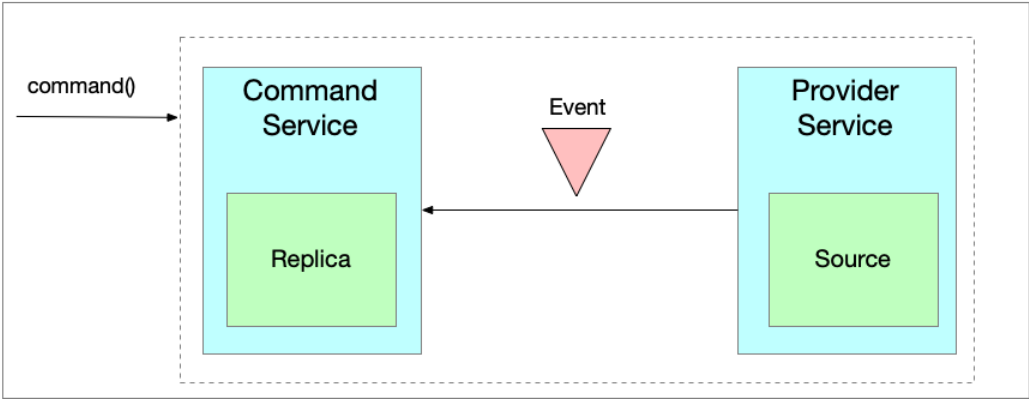 command()
Command
Service
Event
Provider
Service
Replica
Source